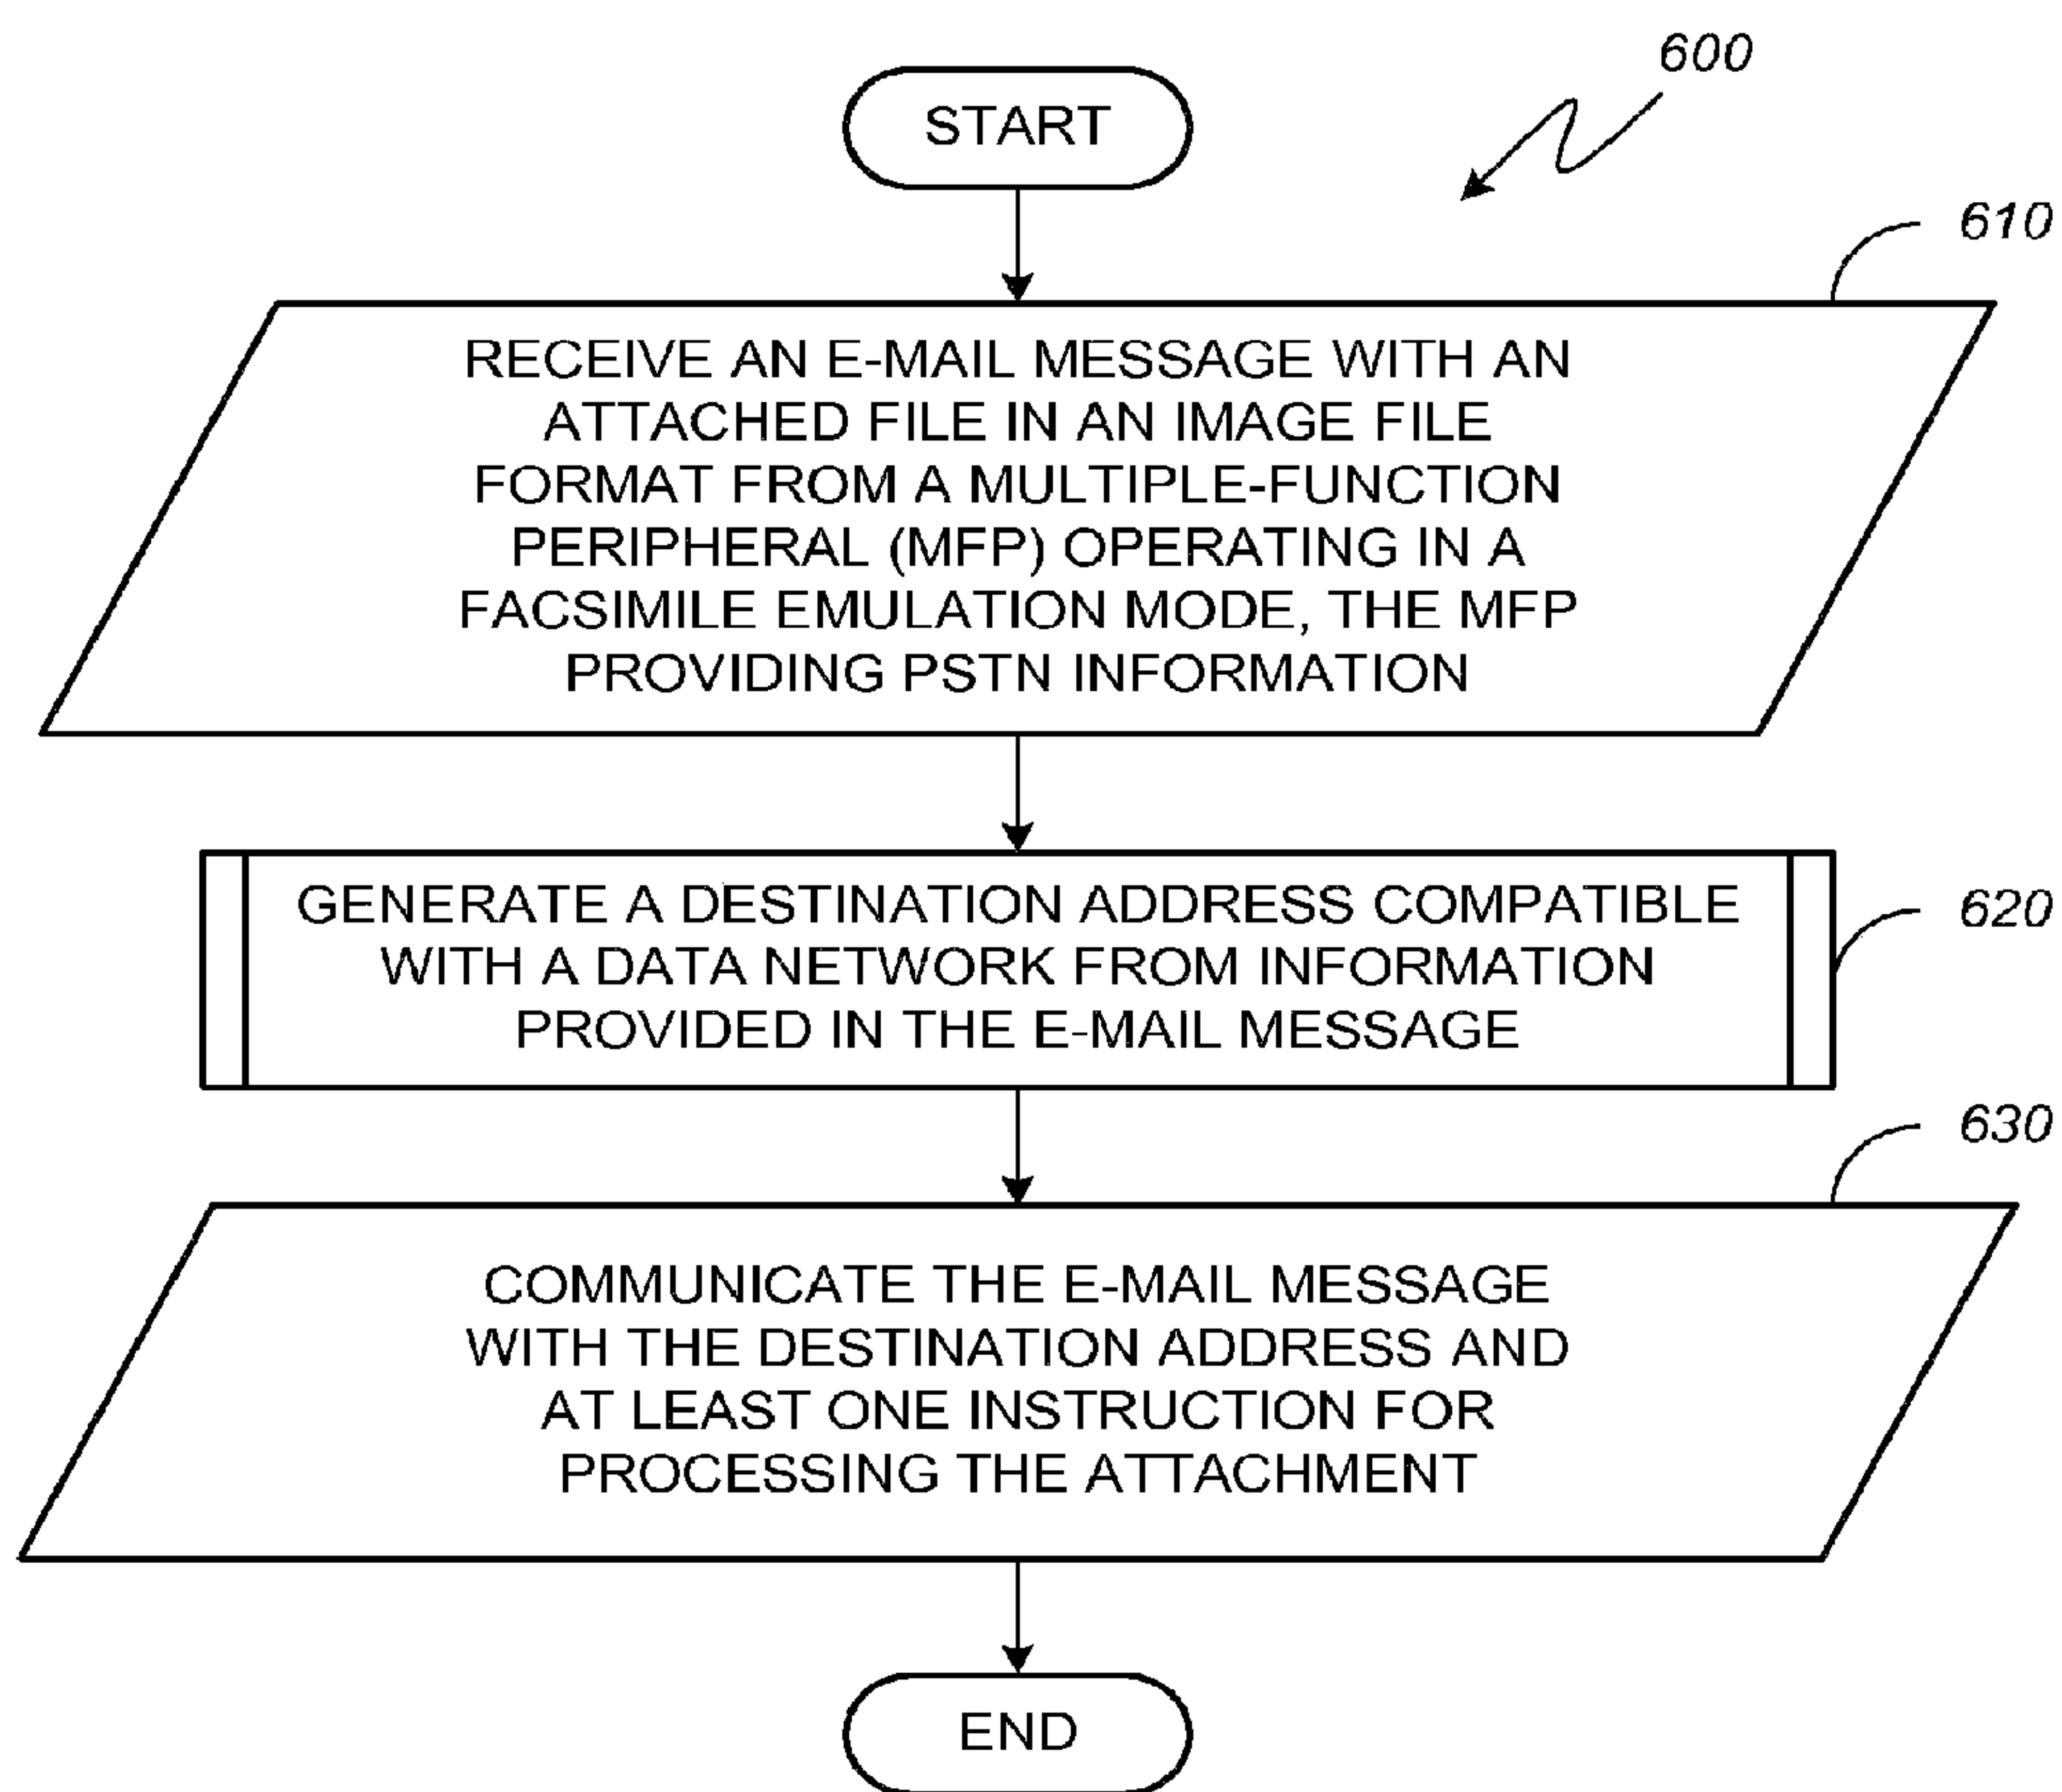 600
START
610
RECEIVE AN E-MAIL MESSAGE WITH AN
ATTACHED FILE IN AN IMAGE FILE
FORMAT FROM A MULTIPLE-FUNCTION
PERIPHERAL (MFP) OPERATING IN A
FACSIMILE EMULATION MODE, THE MFP
PROVIDING PSTN INFORMATION
GENERATE A DESTINATION ADDRESS COMPATIBLE
WITH A DATA NETWORK FROM INFORMATION
PROVIDED IN THE E-MAIL MESSAGE
620
630
COMMUNICATE THE E-MAIL MESSAGE
WITH THE DESTINATION ADDRESS AND
AT LEAST ONE INSTRUCTION FOR
PROCESSING THE ATTACHMENT
END